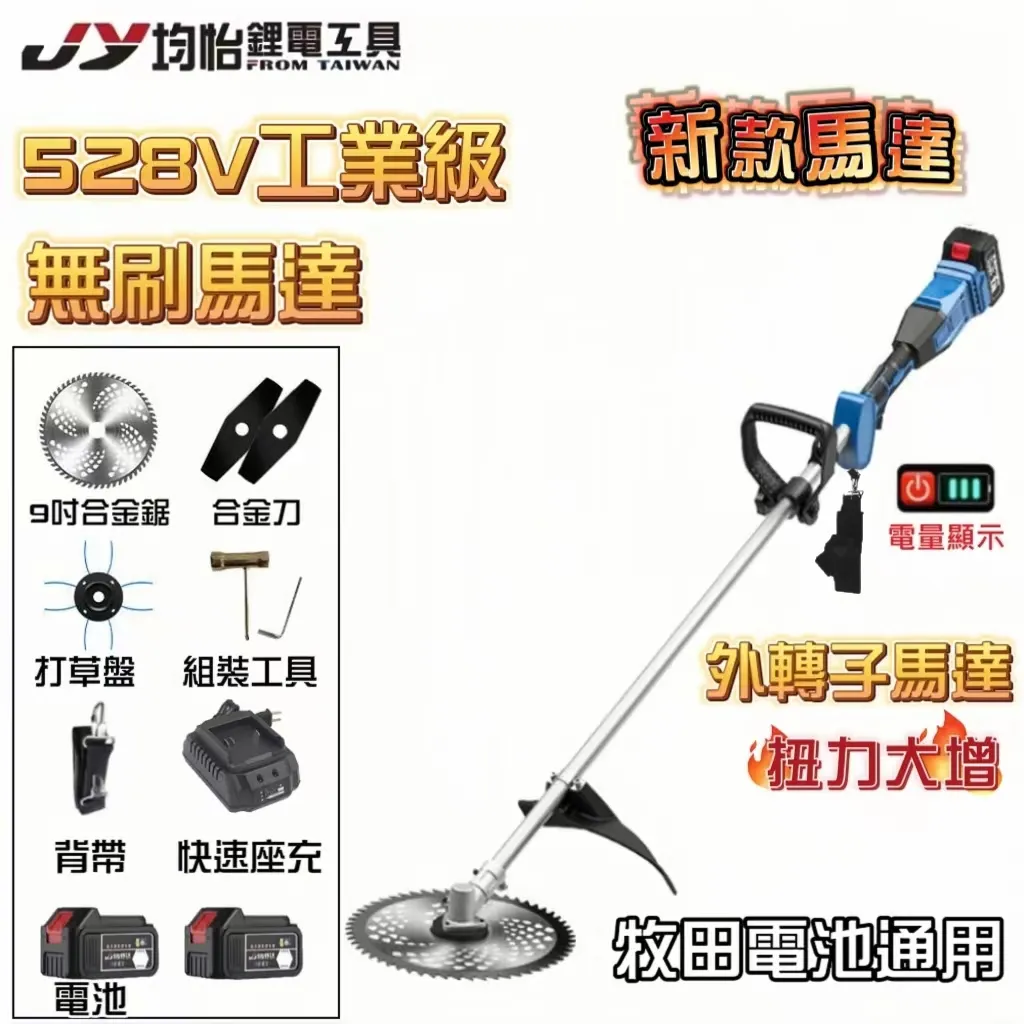 JY均怡鋰電工具
FROM TAIWAN
528V工業級
新款馬達
無刷馬達
9吋合金鋸
合金刀
打草盤
組裝工具
背帶
快速座充
電池
電量顯示
外轉子馬達
扭力大增
牧田電池通用